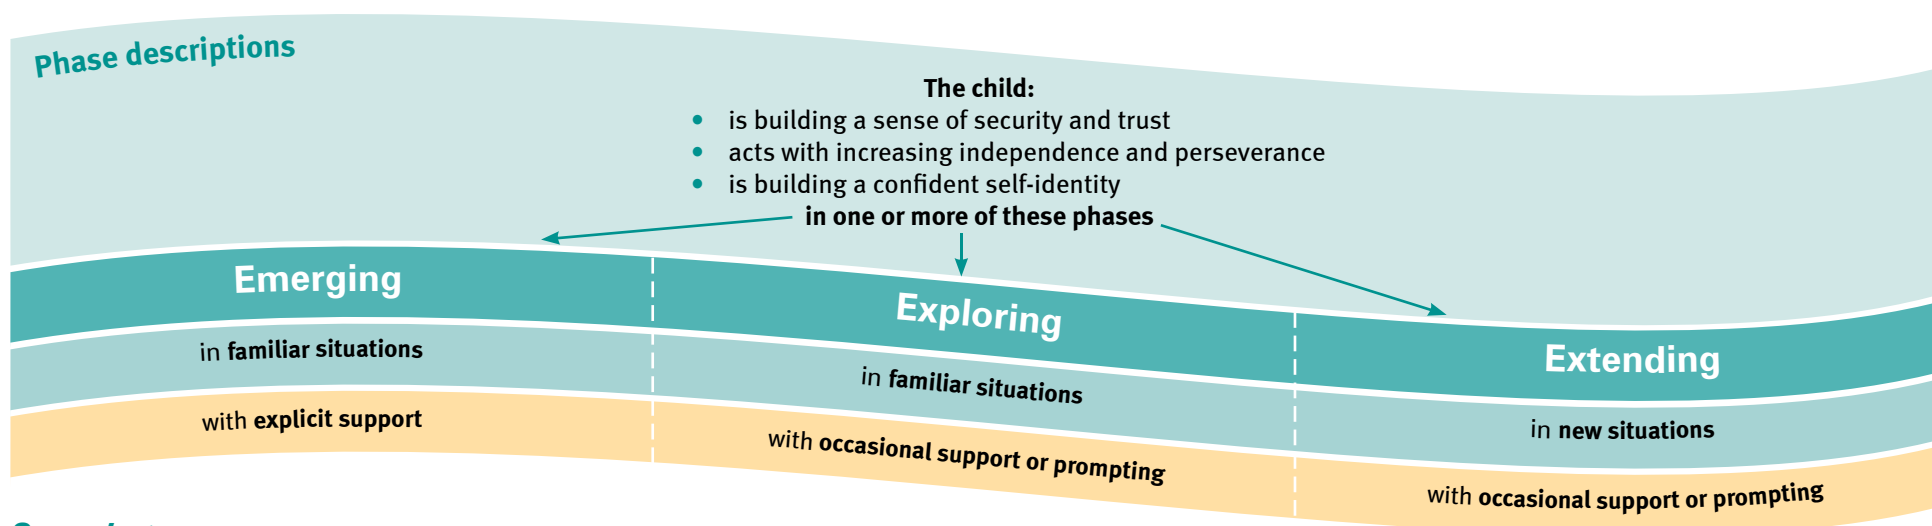 Phase descriptions
The child:
• is building a sense of security and trust
• acts with increasing independence and perseverance
• is building a confident self-identity
in one or more of these phases
Emerging
Exploring
Extending
in familiar situations
in familiar situations
in new situations
with explicit support
with occasional support or prompting
with occasional support or prompting